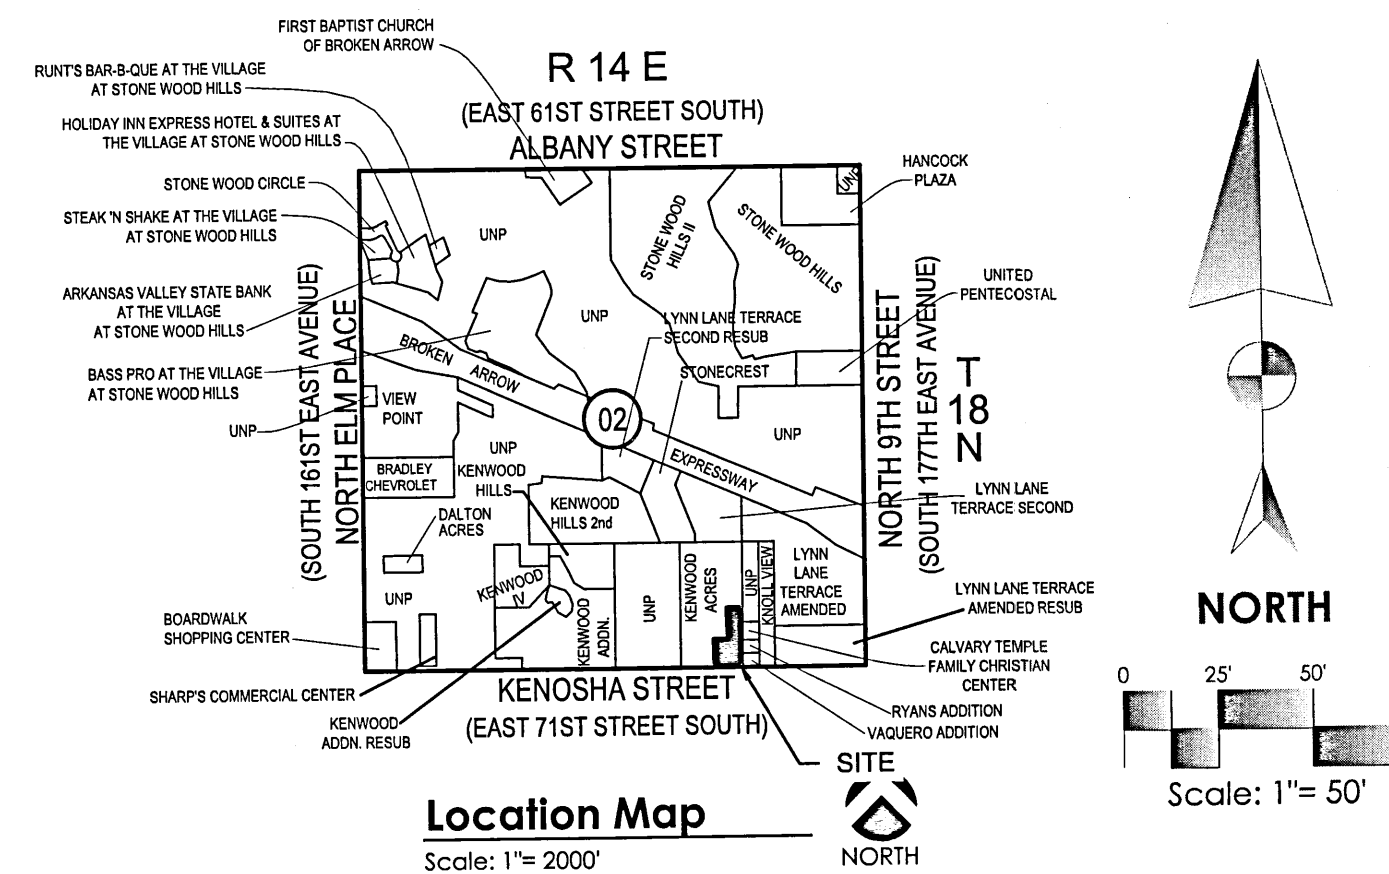 FIRST BAPTIST CHURCH
OF BROKEN ARROW
R 14 E
(EAST 61ST STREET SOUTH)
ALBANY STREET
RUNT'S BAR-B-QUE AT THE VILLAGE
AT STONE WOOD HILLS
HOLIDAY INN EXPRESS HOTEL & SUITES AT
THE VILLAGE AT STONE WOOD HILLS
STONE WOOD CIRCLE
STEAK 'N SHAKE AT THE VILLAGE
AT STONE WOOD HILLS
ARKANSAS VALLEY STATE BANK
AT THE VILLAGE
AT STONE WOOD HILLS
BASS PRO AT THE VILLAGE
AT STONE WOOD HILLS
UNP
(SOUTH 161ST EAST AVENUE)
NORTH ELM PLACE
BOARDWALK
SHOPPING CENTER
SHARP'S COMMERCIAL CENTER
KENWOOD
ADDN. RESUB
UNP
UNP
STONE WOOD
HILLS II
STONE WOOD HILLS
UNP
HANCOCK
PLAZA
UNITED
PENTECOSTAL
LYNN LANE TERRACE
SECOND RESUB
STONECREST
BROKEN
ARROW
02
EXPRESSWAY
VIEW
POINT
UNP
UNP
BRADLEY
CHEVROLET
KENWOOD
HILLS
KENWOOD
HILLS 2nd
DALTON
ACRES
UNP
KENWOOD
IV
KENWOOD
ADDN.
UNP
KENWOOD
ACRES
UNP
KNOLL VIEW
LYNN
LANE
TERRACE
AMENDED
NORTH 9TH STREET
(SOUTH 177TH EAST AVENUE)
T
18
N
LYNN LANE
TERRACE SECOND
LYNN LANE TERRACE
AMENDED RESUB
CALVARY TEMPLE
FAMILY CHRISTIAN
CENTER
RYANS ADDITION
VAQUERO ADDITION
KENOSHA STREET
(EAST 71ST STREET SOUTH)
SITE
Location Map
Scale: 1"= 2000'
NORTH
NORTH
0 25' 50'
Scale: 1"= 50'